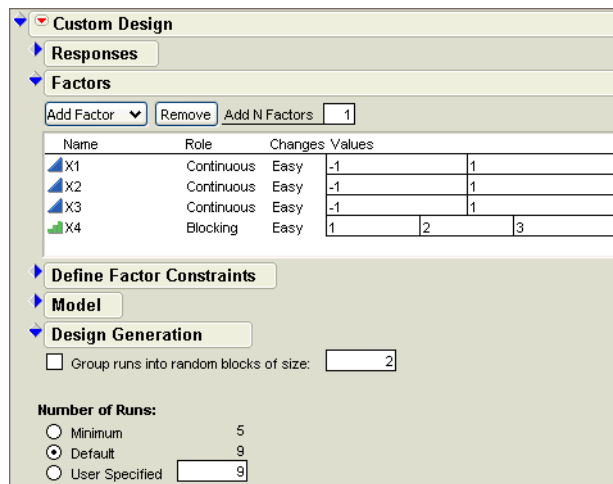 Custom Design
Responses
Factors
Add Factor Remove Add N Factors 1
Name Role Changes Values
X1 Continuous Easy -1 1
X2 Continuous Easy -1 1
X3 Continuous Easy -1 1
X4 Blocking Easy 1 2 3
Define Factor Constraints
Model
Design Generation
Group runs into random blocks of size: 2
Number of Runs:
Minimum 5
Default 9
User Specified 9